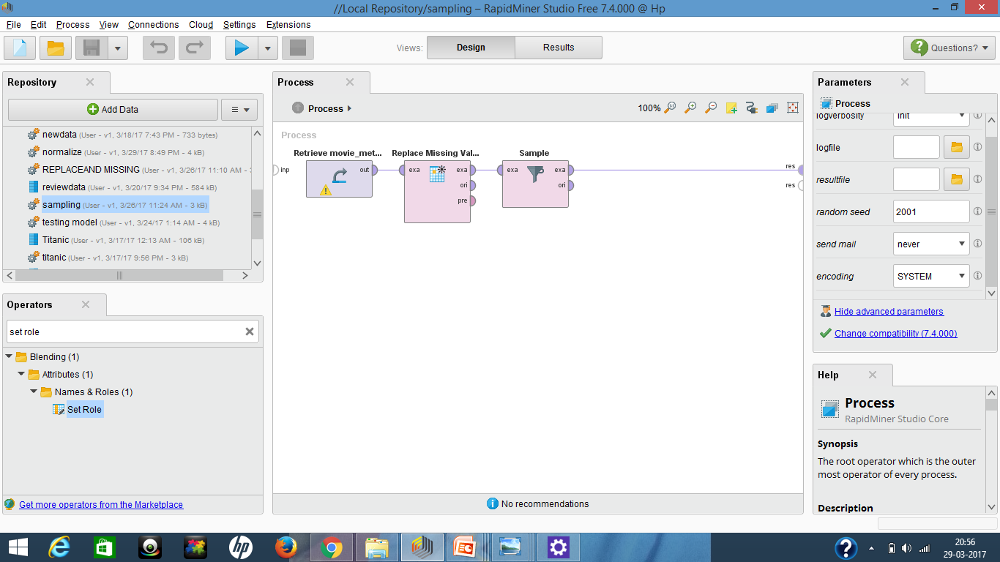 //Local Repository/sampling – RapidMiner Studio Free 7.4.000 @ Hp
File Edit Process View Connections Cloud Settings Extensions
Views: Design Results
Questions?
Repository
Add Data
newdata (User - v1, 3/18/17 7:43 PM - 733 bytes)
normalize (User - v1, 3/29/17 8:49 PM - 4 kB)
REPLACEAND MISSING (User - v1, 3/26/17 11:10 AM - 3
reviewdata (User - v1, 3/20/17 9:34 PM - 584 kB)
sampling (User - v1, 3/26/17 11:24 AM - 3 kB)
testing model (User - v1, 3/24/17 1:14 AM - 4 kB)
Titanic (User - v1, 3/17/17 12:13 AM - 106 kB)
titanic (User - v1, 3/17/17 9:56 PM - 3 kB)
Operators
set role
Blending (1)
Attributes (1)
Names & Roles (1)
Set Role
Get more operators from the Marketplace
Process
Process
100%
Process
Retrieve movie_met... Replace Missing Val... Sample
inp out exa exa exa exa res
ori ori res
pre
No recommendations
Parameters
Process
logverbosity init
logfile
resultfile
random seed 2001
send mail never
encoding SYSTEM
Hide advanced parameters
Change compatibility (7.4.000)
Help
Process
RapidMiner Studio Core
Synopsis
The root operator which is the outer
most operator of every process.
Description
20:56
29-03-2017